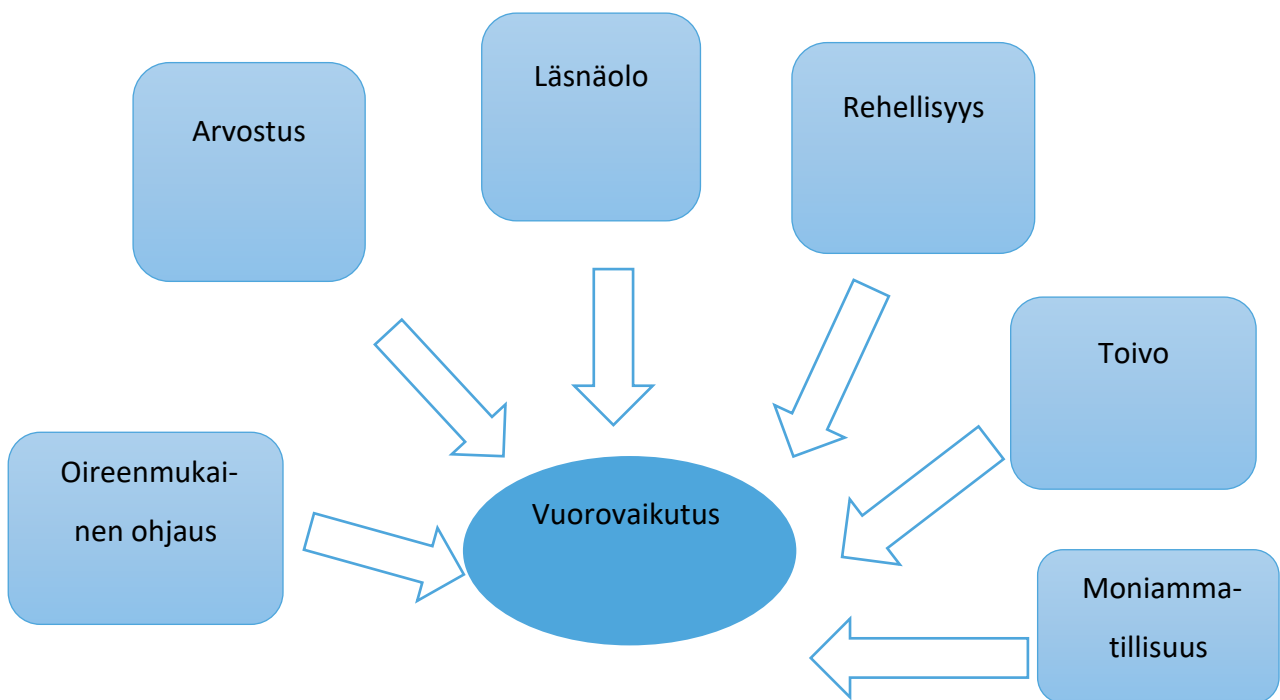 Arvostus
Läsnäolo
Rehellisyys
Toivo
Oireenmukai-
nen ohjaus
Vuorovaikutus
Moniamma-
tillisuus